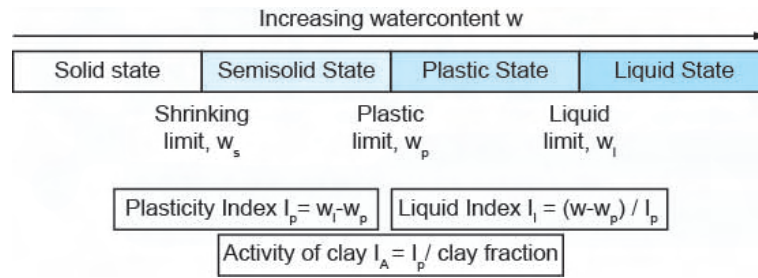 Increasing watercontent w
Solid state Semisolid State Plastic State Liquid State
Shrinking Plastic Liquid
limit, wₛ limit, wₚ limit, wₗ
Plasticity Index Iₚ= wₗ-wₚ Liquid Index Iₗ = (w-wₚ) / Iₚ
Activity of clay I_A= Iₚ/ clay fraction